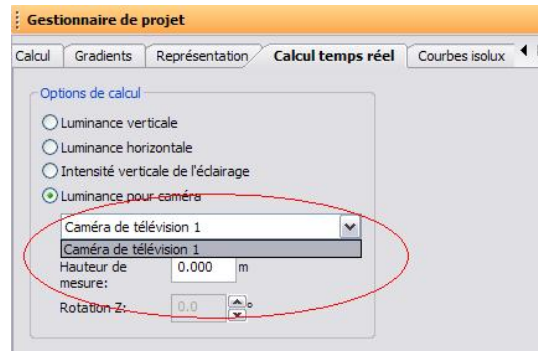 Gestionnaire de projet
Calcul Gradients Représentation Calcul temps réel Courbes isolux
Options de calcul
Luminance verticale
Luminance horizontale
Intensité verticale de l'éclairage
Luminance pour caméra
Caméra de télévision 1
Caméra de télévision 1
Hauteur de mesure: 0.000 m
Rotation Z: 0.0 °